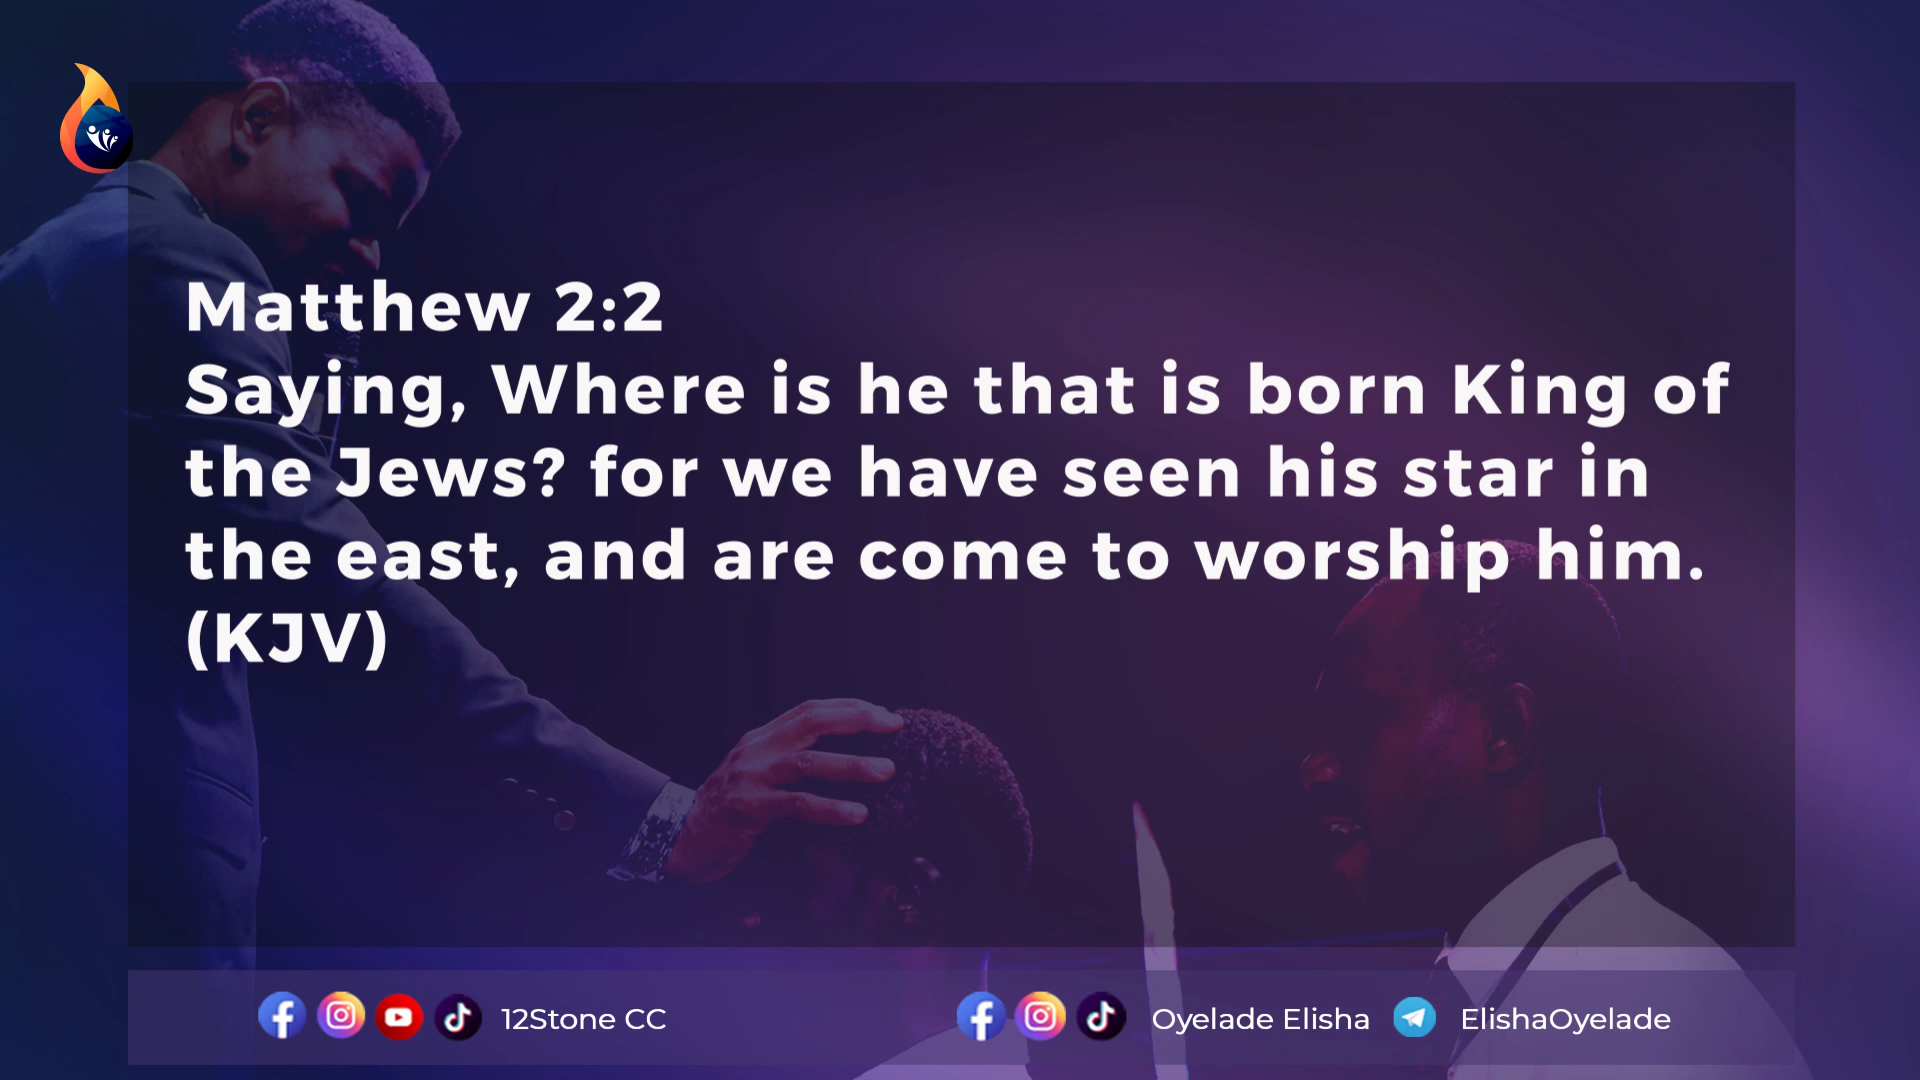 Matthew 2:2
Saying, Where is he that is born King of
the Jews? for we have seen his star in
the east, and are come to worship him.
(KJV)
12Stone CC
Oyelade Elisha
ElishaOyelade